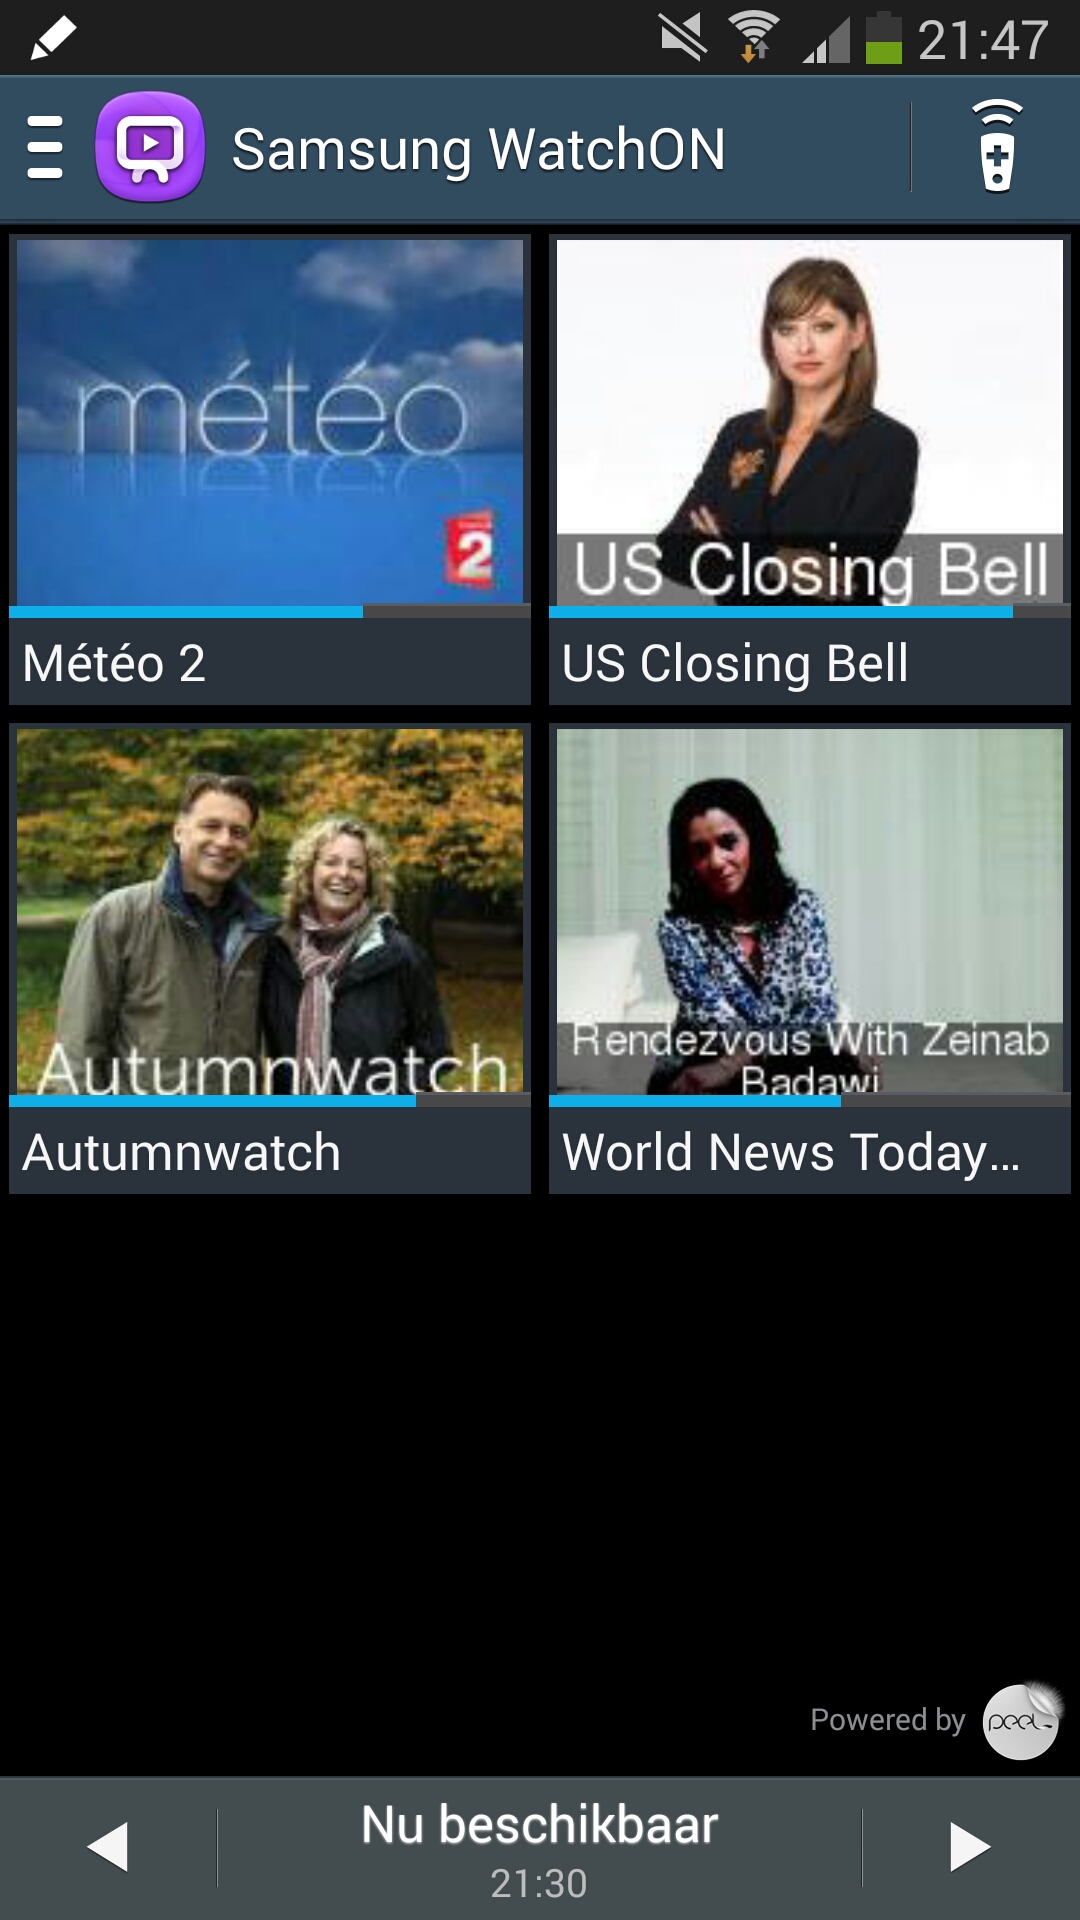 21:47
Samsung WatchON
météo
2
US Closing Bell
Météo 2
US Closing Bell
Autumnwatch
Rendezvous With Zeinab
Badawi
Autumnwatch
World News Today...
Powered by peel
Nu beschikbaar
21:30